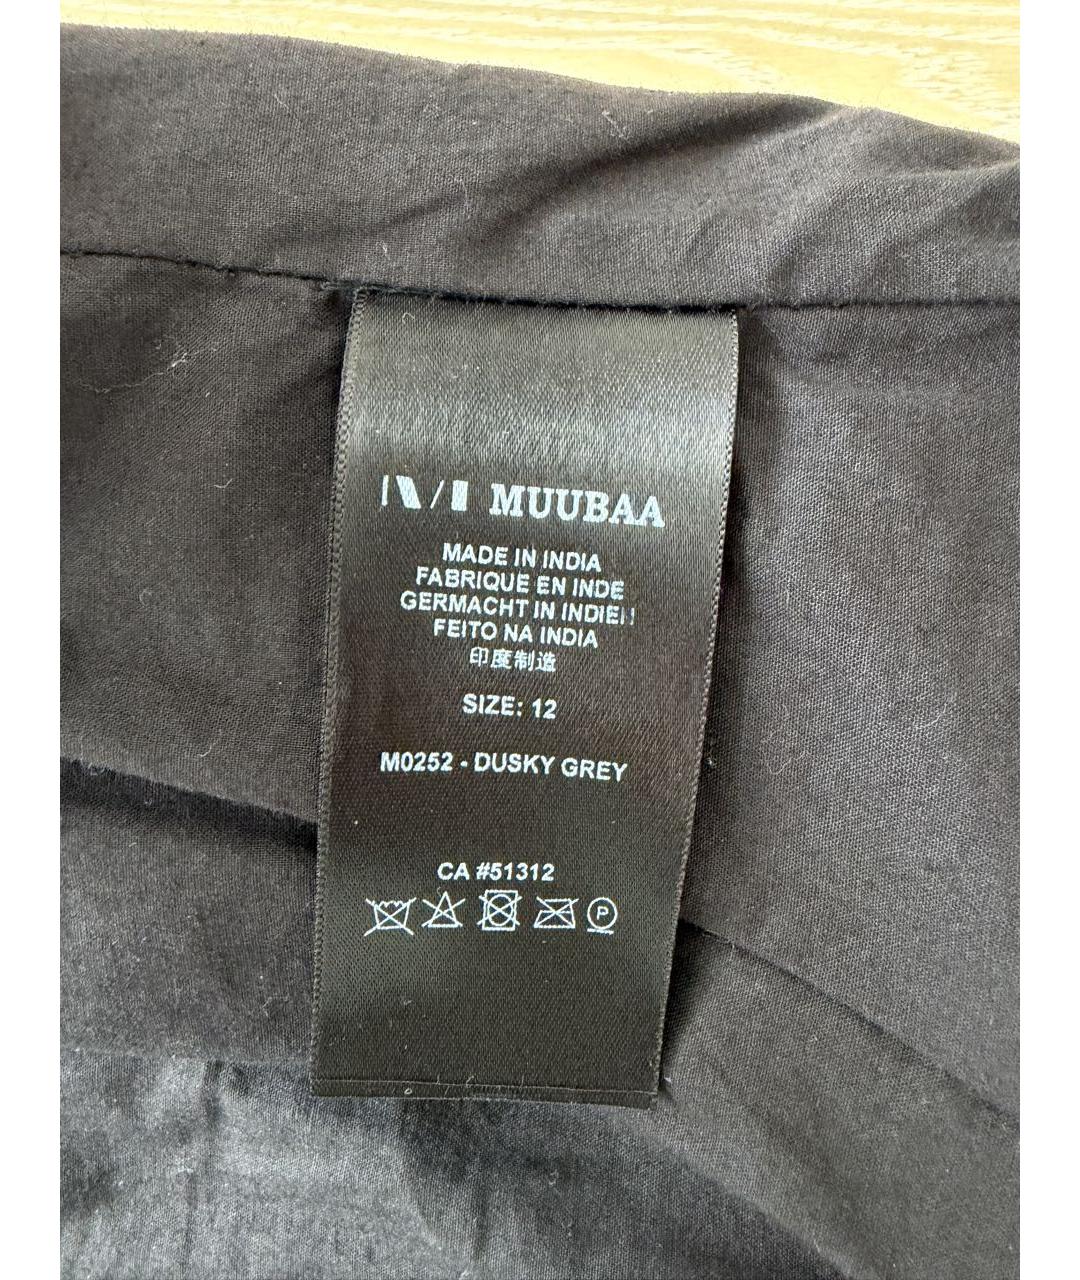 MUUBAA
MADE IN INDIA
FABRIQUE EN INDE
GERMACHT IN INDIEN
FEITO NA INDIA
印度制造
SIZE: 12
M0252 - DUSKY GREY
CA #51312
P